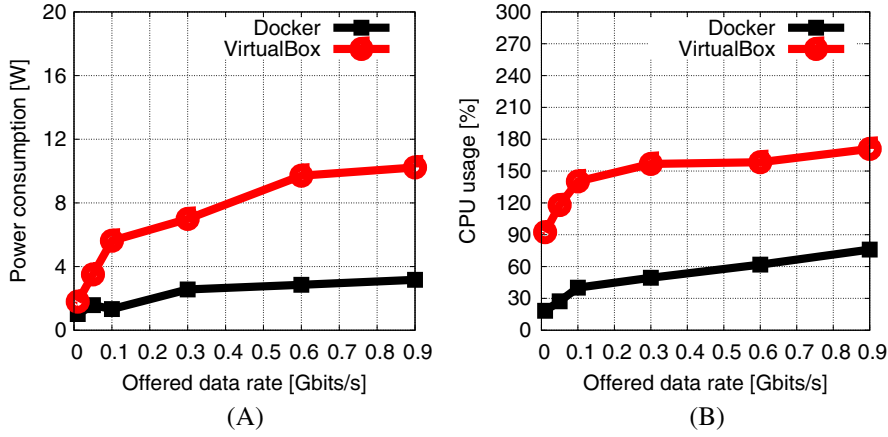 20
16
12
8
4
0
Power consumption [W]
Docker
VirtualBox
0 0.1 0.2 0.3 0.4 0.5 0.6 0.7 0.8 0.9
Offered data rate [Gbits/s]
(A)
300
270
240
210
180
150
120
90
60
30
0
CPU usage [%]
Docker
VirtualBox
0 0.1 0.2 0.3 0.4 0.5 0.6 0.7 0.8 0.9
Offered data rate [Gbits/s]
(B)